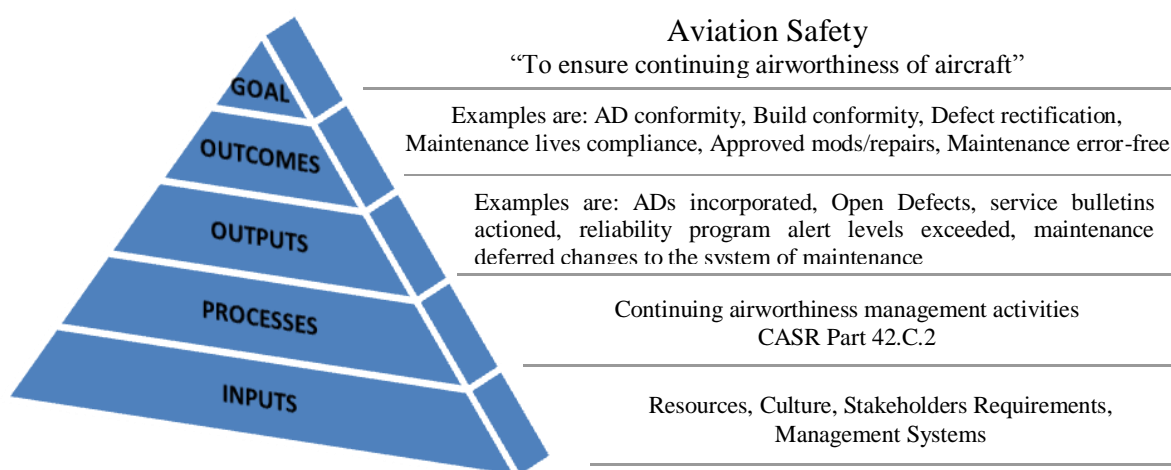 Aviation Safety
“To ensure continuing airworthiness of aircraft”
GOAL
Examples are: AD conformity, Build conformity, Defect rectification,
Maintenance lives compliance, Approved mods/repairs, Maintenance error-free
OUTCOMES
Examples are: ADs incorporated, Open Defects, service bulletins
actioned, reliability program alert levels exceeded, maintenance
deferred changes to the system of maintenance
OUTPUTS
Continuing airworthiness management activities
CASR Part 42.C.2
PROCESSES
Resources, Culture, Stakeholders Requirements,
Management Systems
INPUTS